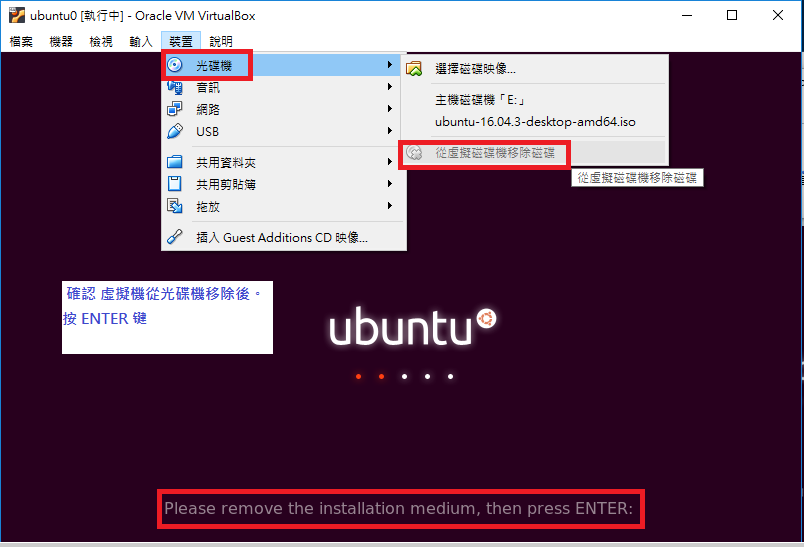 ubuntu0 [執行中] - Oracle VM VirtualBox
檔案 機器 檢視 輸入 裝置 說明
光碟機
音訊
網路
USB
共用資料夾
共用剪貼簿
拖放
插入 Guest Additions CD 映像...
選擇磁碟映像...
主機磁碟機「E:」
ubuntu-16.04.3-desktop-amd64.iso
從虛擬磁碟機移除磁碟
從虛擬磁碟機移除磁碟
確認 虛擬機從光碟機移除後。
按 ENTER 键
ubuntu
Please remove the installation medium, then press ENTER: